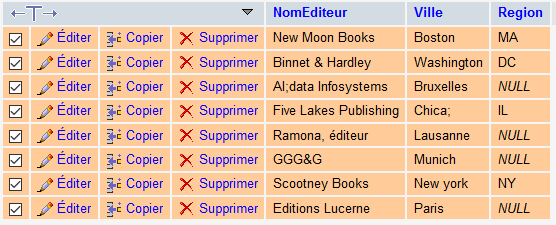 NomEditeur Ville Region
Éditer Copier Supprimer New Moon Books Boston MA
Éditer Copier Supprimer Binnet & Hardley Washington DC
Éditer Copier Supprimer Al;data Infosystems Bruxelles NULL
Éditer Copier Supprimer Five Lakes Publishing Chica; IL
Éditer Copier Supprimer Ramona, éditeur Lausanne NULL
Éditer Copier Supprimer GGG&G Munich NULL
Éditer Copier Supprimer Scootney Books New york NY
Éditer Copier Supprimer Editions Lucerne Paris NULL